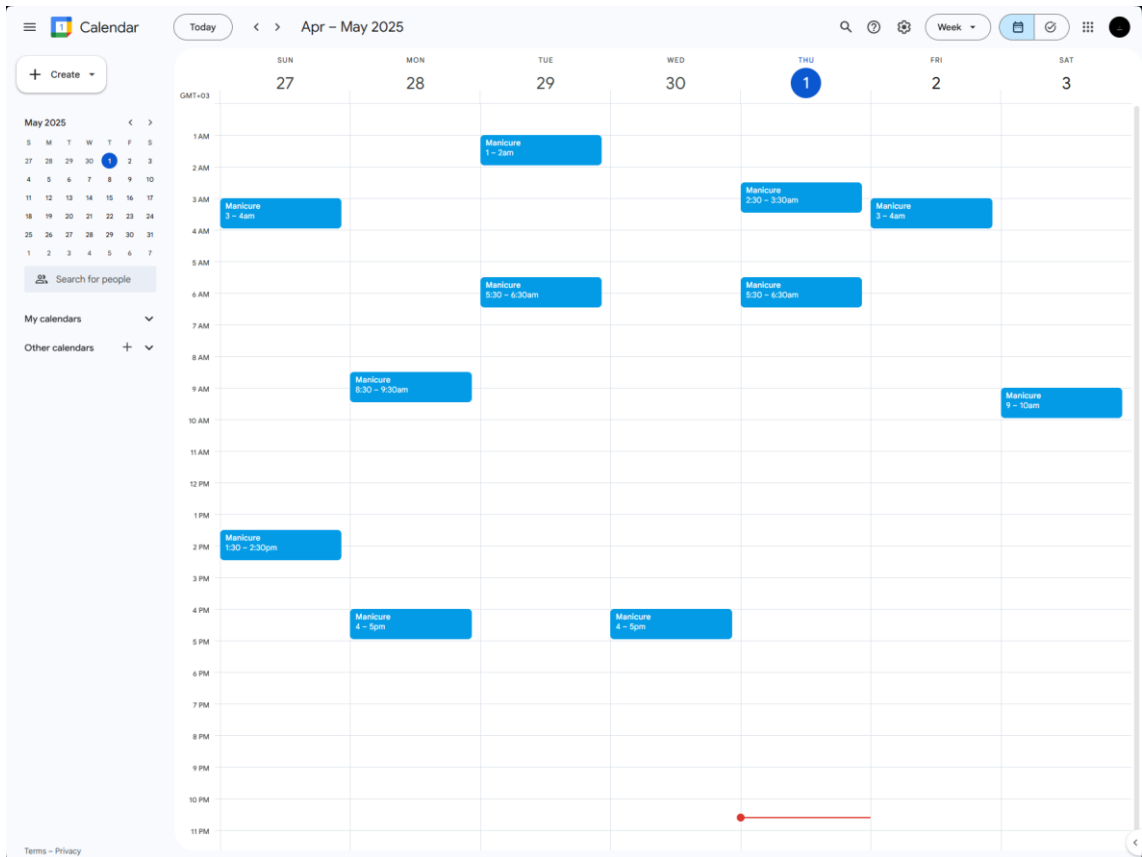 1
Calendar
Today
Apr – May 2025
Week
Create
May 2025
S M T W T F S
27 28 29 30 1 2 3
4 5 6 7 8 9 10
11 12 13 14 15 16 17
18 19 20 21 22 23 24
25 26 27 28 29 30 31
1 2 3 4 5 6 7
Search for people
My calendars
Other calendars
Terms – Privacy
SUN MON TUE WED THU FRI SAT
27 28 29 30 1 2 3
GMT+03
1 AM
2 AM
3 AM
4 AM
5 AM
6 AM
7 AM
8 AM
9 AM
10 AM
11 AM
12 PM
1 PM
2 PM
3 PM
4 PM
5 PM
6 PM
7 PM
8 PM
9 PM
10 PM
11 PM
Manicure
3 – 4am
Manicure
1:30 – 2:30pm
Manicure
8:30 – 9:30am
Manicure
4 – 5pm
Manicure
1 – 2am
Manicure
5:30 – 6:30am
Manicure
4 – 5pm
Manicure
2:30 – 3:30am
Manicure
5:30 – 6:30am
Manicure
3 – 4am
Manicure
9 – 10am